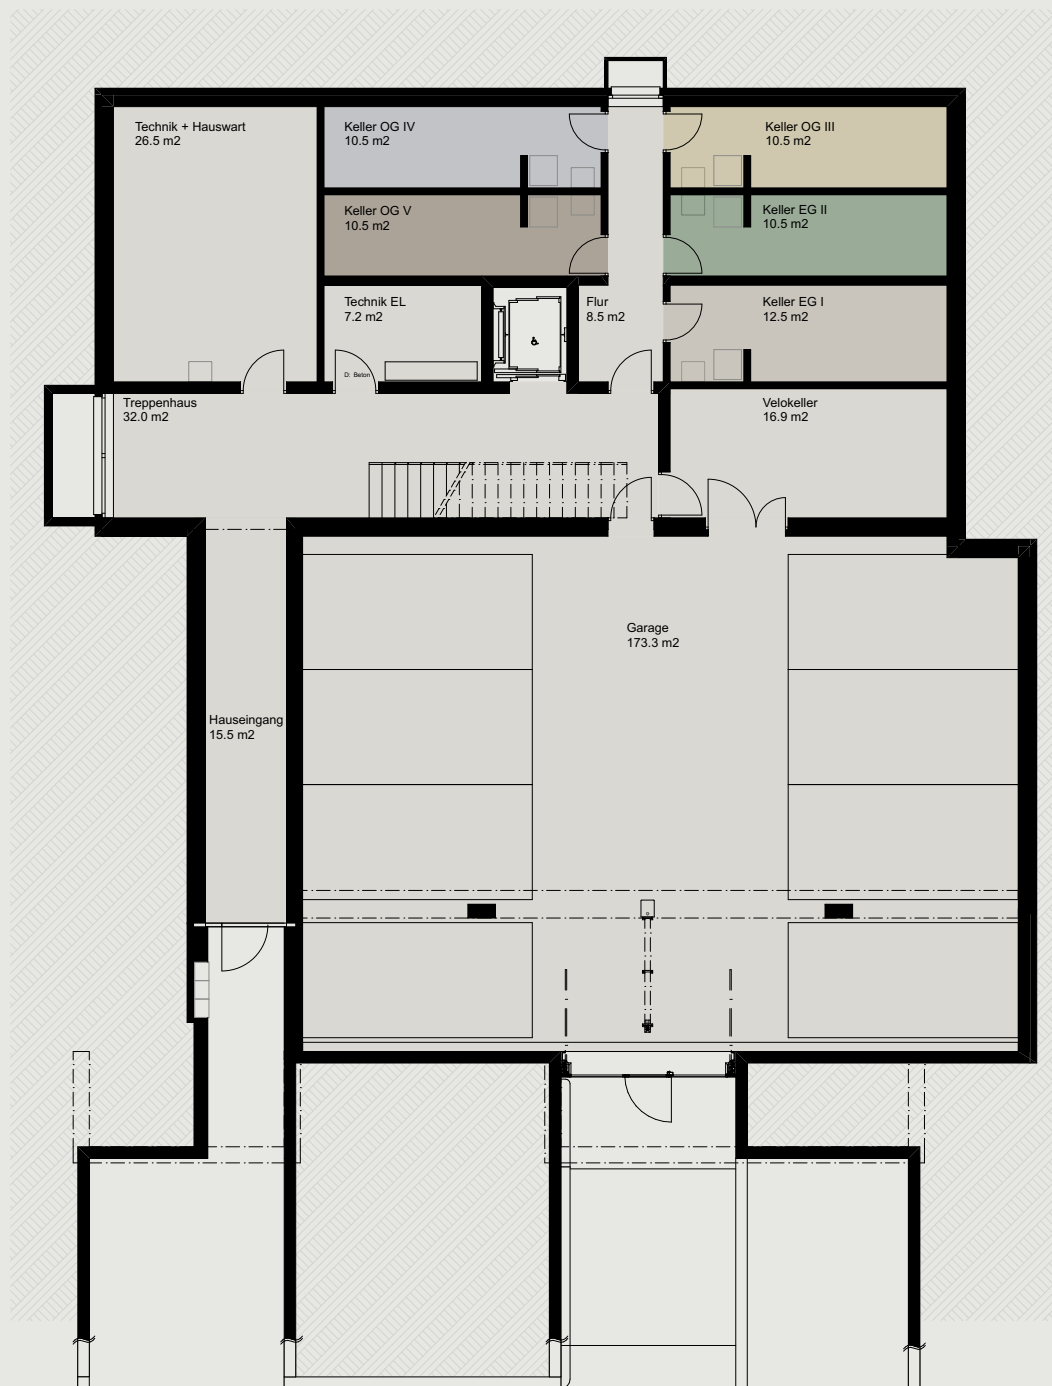 Technik + Hauswart
26.5 m2
Keller OG IV
10.5 m2
Keller OG III
10.5 m2
Keller OG V
10.5 m2
Keller EG II
10.5 m2
Technik EL
7.2 m2
Flur
8.5 m2
Keller EG I
12.5 m2
D: Beton
Treppenhaus
32.0 m2
Velokeller
16.9 m2
Garage
173.3 m2
Hauseingang
15.5 m2